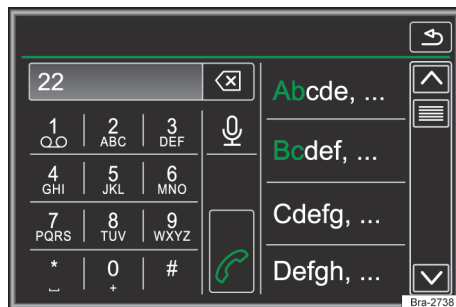 22
Abcde, ...
1 2 ABC 3 DEF
Bcdef, ...
4 GHI 5 JKL 6 MNO
7 PQRS 8 TUV 9 WXYZ
Cdefg, ...
* 0 + #
Defgh, ...
Bra-2738